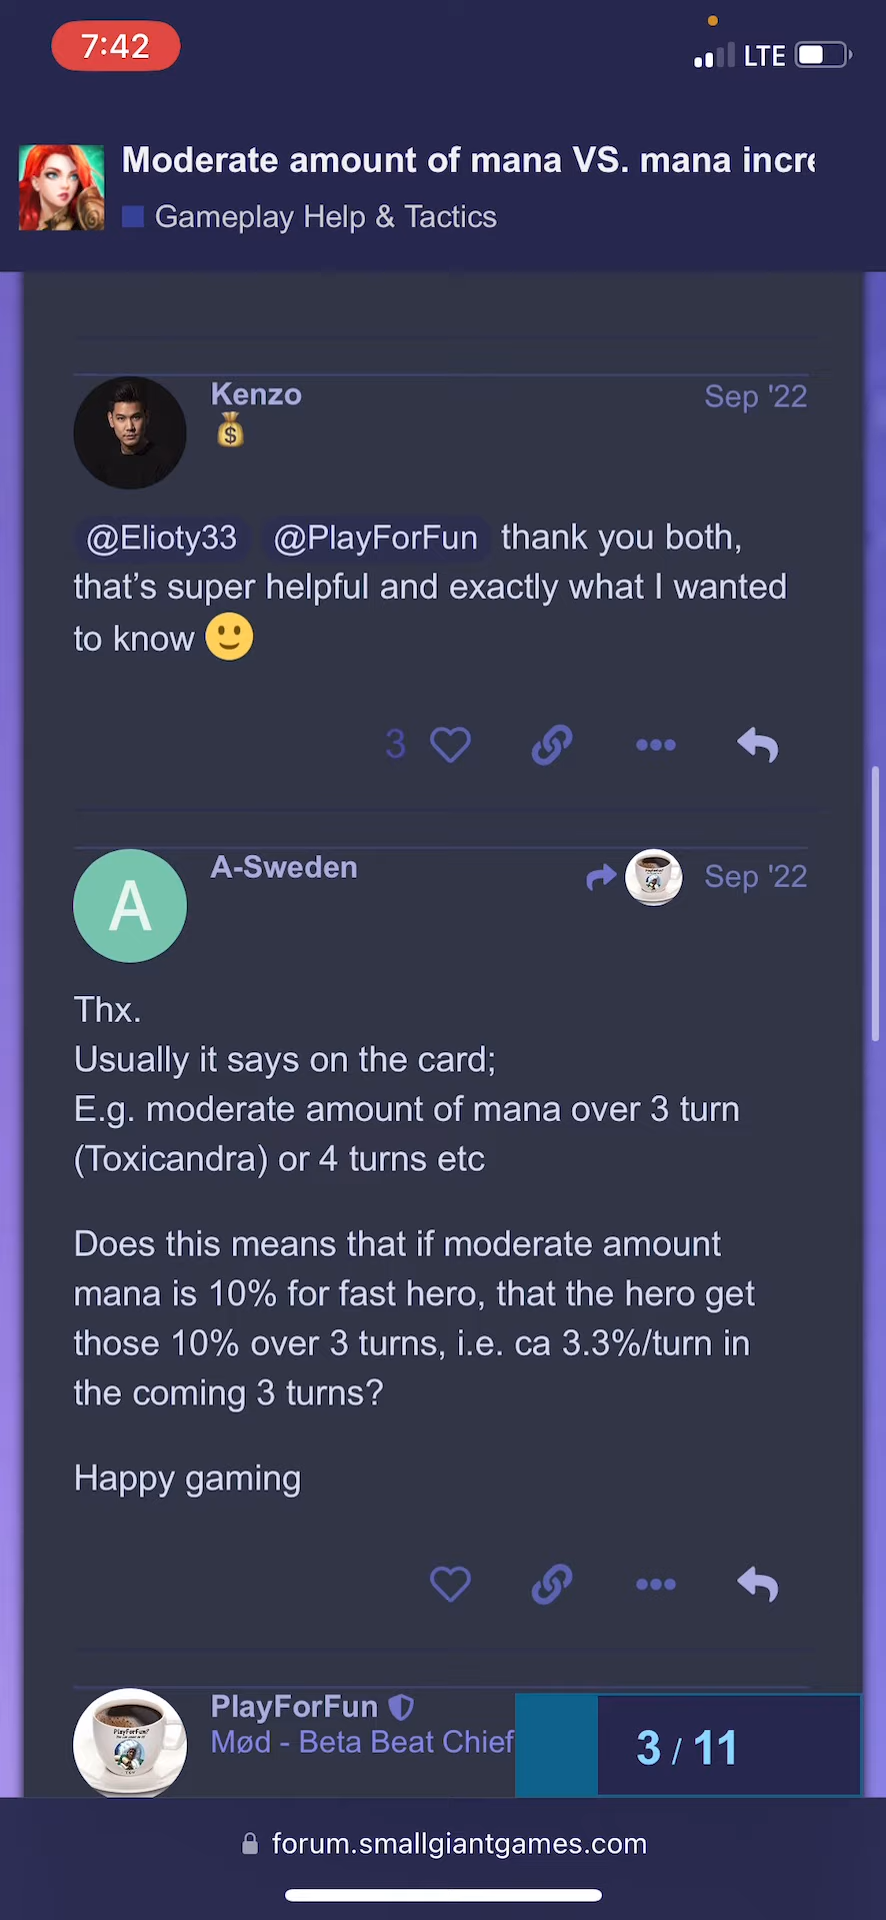 7:42
LTE
Moderate amount of mana VS. mana incre
Gameplay Help & Tactics
Kenzo
Sep '22
@Elioty33 @PlayForFun thank you both,
that's super helpful and exactly what I wanted
to know
3
A-Sweden
Sep '22
A
Thx.
Usually it says on the card;
E.g. moderate amount of mana over 3 turn
(Toxicandra) or 4 turns etc
Does this means that if moderate amount
mana is 10% for fast hero, that the hero get
those 10% over 3 turns, i.e. ca 3.3%/turn in
the coming 3 turns?
Happy gaming
PlayForFun
Mød - Beta Beat Chief
3 / 11
forum.smallgiantgames.com